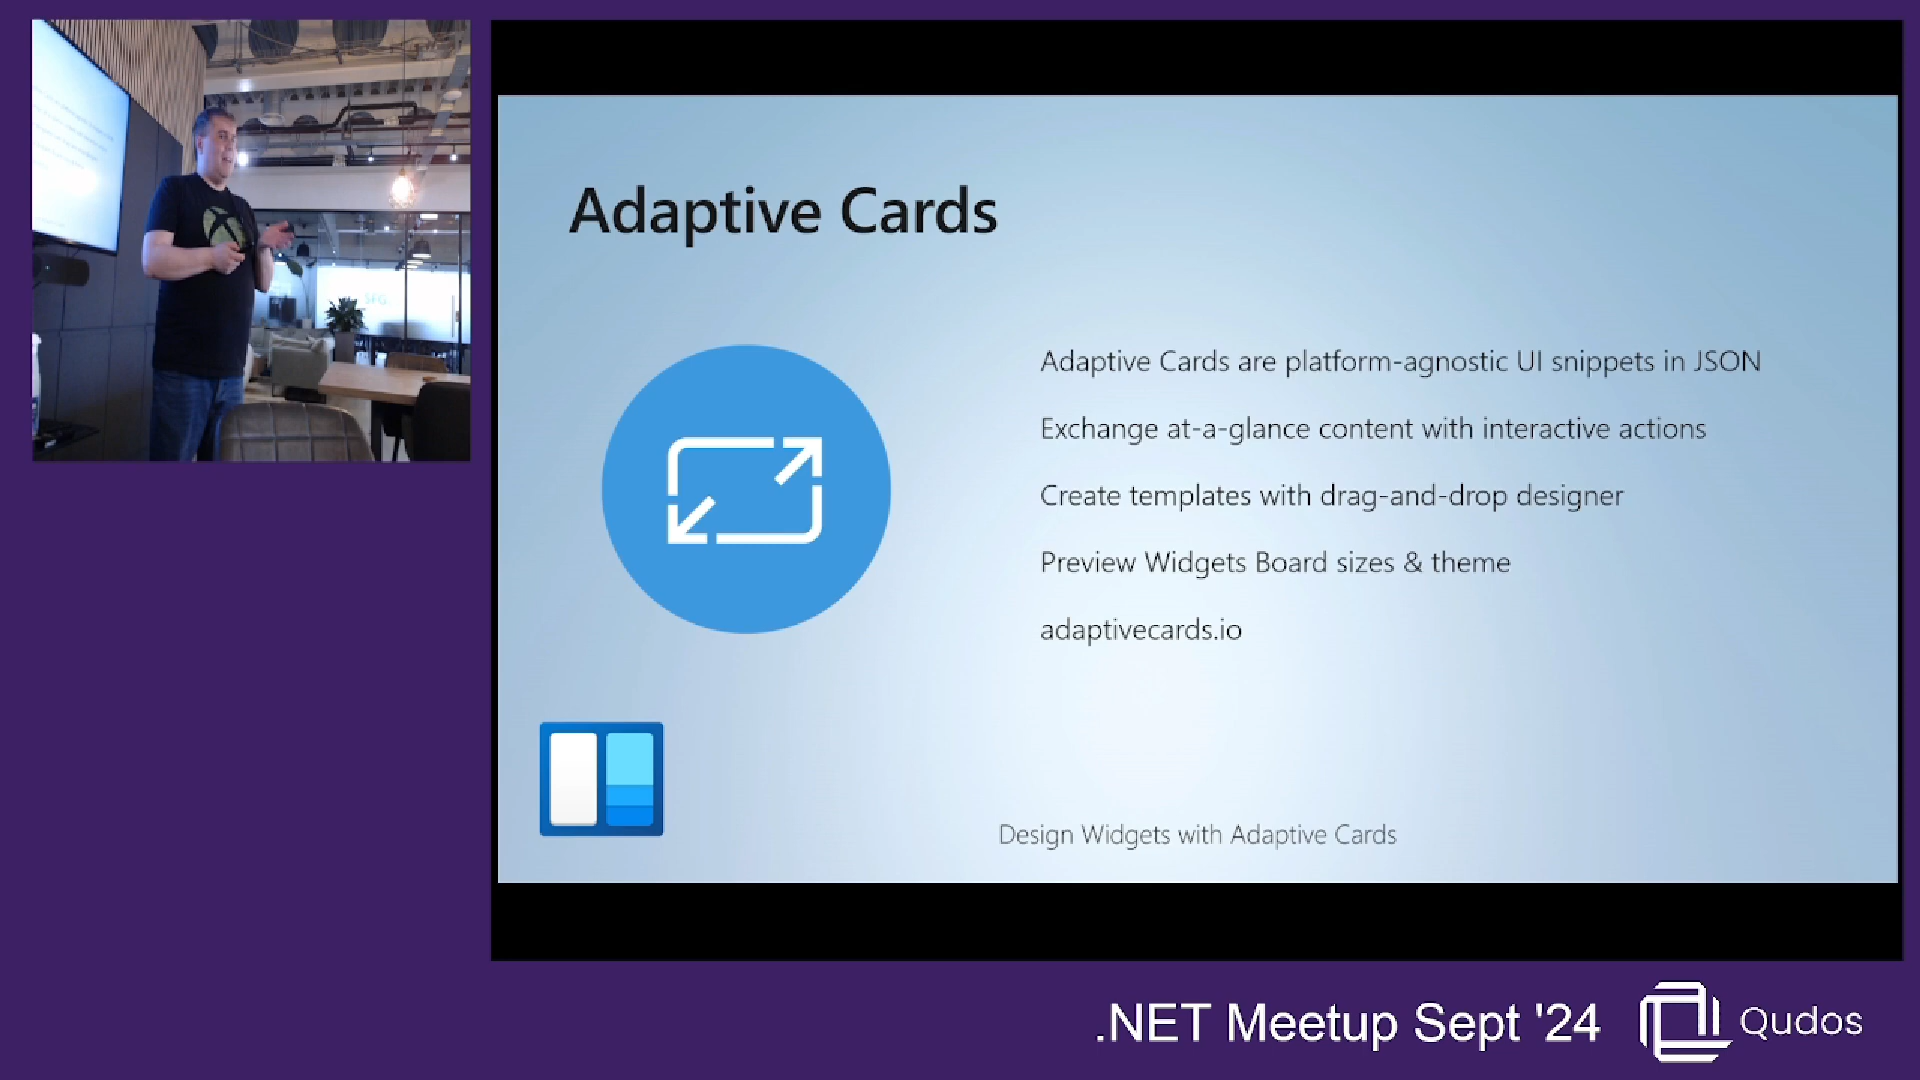 Adaptive Cards
Adaptive Cards are platform-agnostic UI snippets in JSON
Exchange at-a-glance content with interactive actions
Create templates with drag-and-drop designer
Preview Widgets Board sizes & theme
adaptivecards.io
Design Widgets with Adaptive Cards
.NET Meetup Sept '24
Qudos